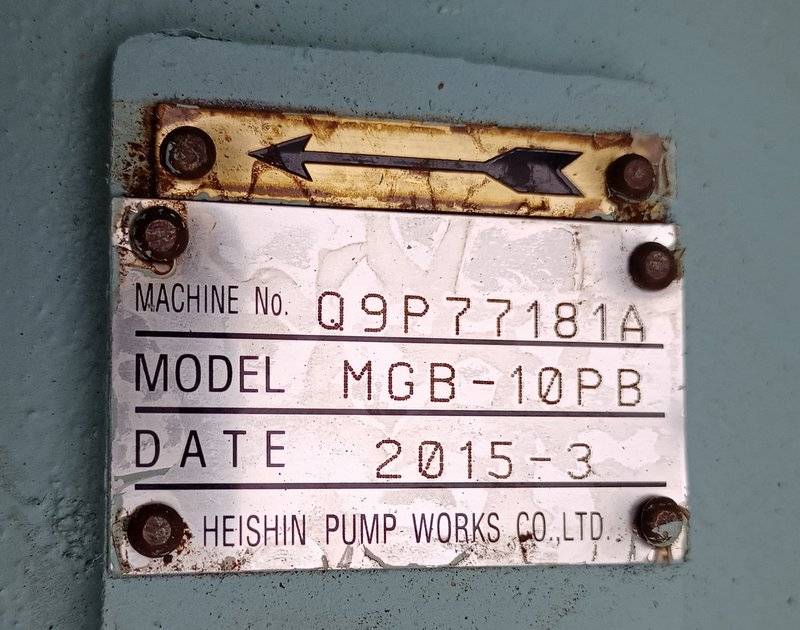 MACHINE No. Q9P77181A
MODEL MGB-10PB
DATE 2015-3
HEISHIN PUMP WORKS CO.,LTD.